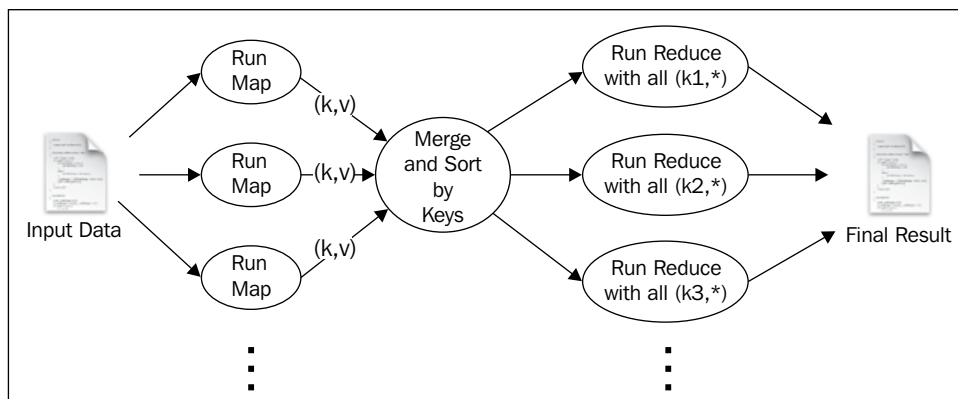 Input Data
Run
Map
(k,v)
Run
Map
(k,v)
Run
Map
(k,v)
Merge
and Sort
by
Keys
Run Reduce
with all (k1,*)
Run Reduce
with all (k2,*)
Run Reduce
with all (k3,*)
Final Result